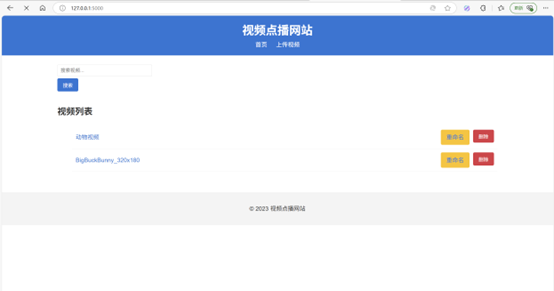 127.0.0.1:5000
视频点播网站
首页 上传视频
搜索视频...
搜索
视频列表
动物视频 重命名 删除
BigBuckBunny_320x180 重命名 删除
© 2023 视频点播网站